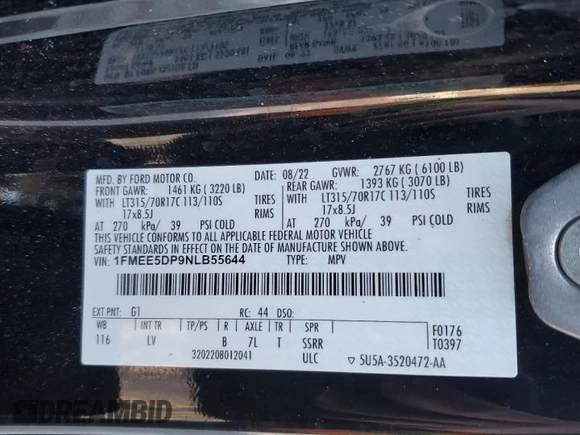 MFD. BY FORD MOTOR CO.
08/22 GVWR: 2767 KG ( 6100 LB)
FRONT GAWR: 1461 KG ( 3220 LB)
REAR GAWR: 1393 KG ( 3070 LB)
WITH LT315/70R17C 113/110S TIRES
WITH LT315/70R17C 113/110S TIRES
17x8.5J RIMS
17x8.5J RIMS
AT 270 kPa/ 39 PSI COLD
AT 270 kPa/ 39 PSI COLD
THIS VEHICLE CONFORMS TO ALL APPLICABLE FEDERAL MOTOR VEHICLE
SAFETY STANDARDS IN EFFECT ON THE DATE OF MANUFACTURE SHOWN ABOVE.
VIN: 1FMEE5DP9NLB55644 TYPE: MPV
EXT PNT: G1 RC: 44 DSO:
WB INT TR TP/PS R AXLE TR SPR F0176
116 LV B 7L T SSRR T0397
3202208012041 ULC ▽ 5U5A-3520472-AA
DREAMBID